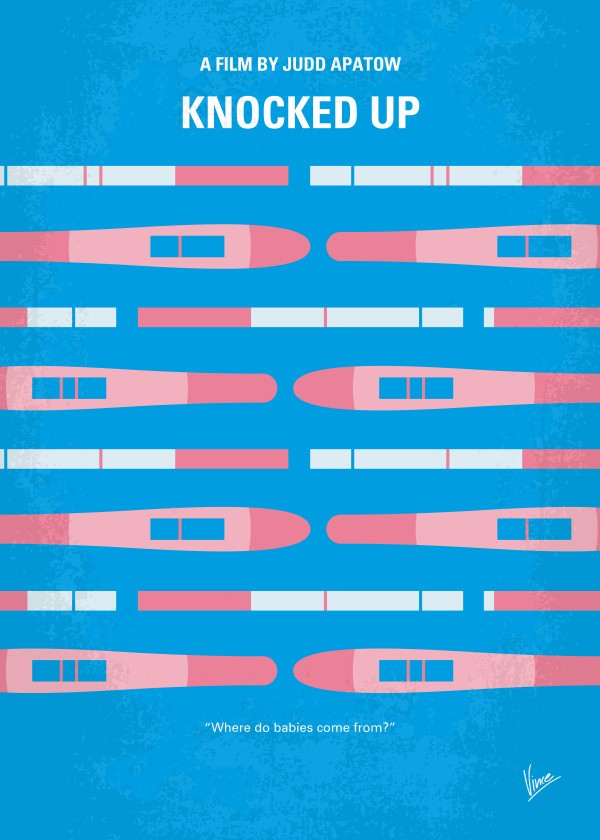 A FILM BY JUDD APATOW
KNOCKED UP
“Where do babies come from?”
Vince